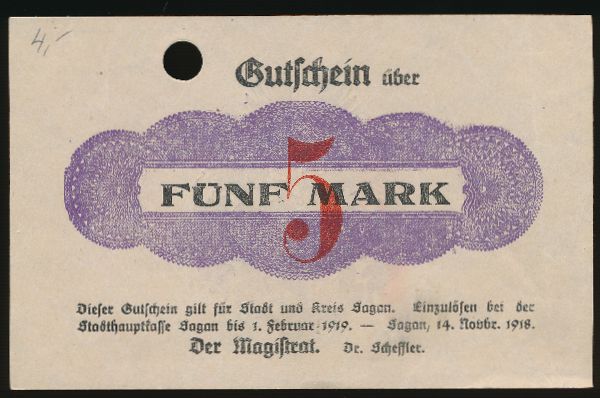 4,-
Gutschein über
5
FÜNF MARK
Dieser Gutschein gilt für Stadt und Kreis Sagan. Einzulösen bei der
Stadthauptkasse Sagan bis 1. Februar 1919. — Sagan, 14. Novbr. 1918.
Der Magistrat. Dr. Scheffler.